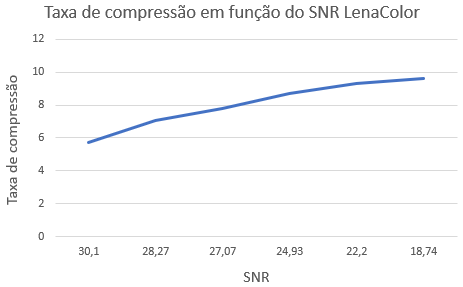 Taxa de compressão em função do SNR LenaColor
12
10
8
6
4
2
0
Taxa de compressão
30,1 28,27 27,07 24,93 22,2 18,74
SNR